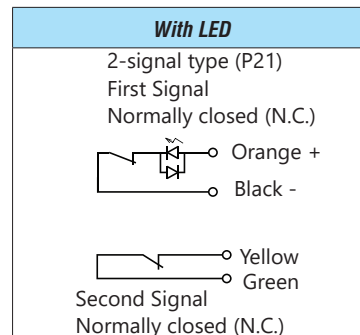 With LED
2-signal type (P21)
First Signal
Normally closed (N.C.)
Orange +
Black -
Yellow
Green
Second Signal
Normally closed (N.C.)